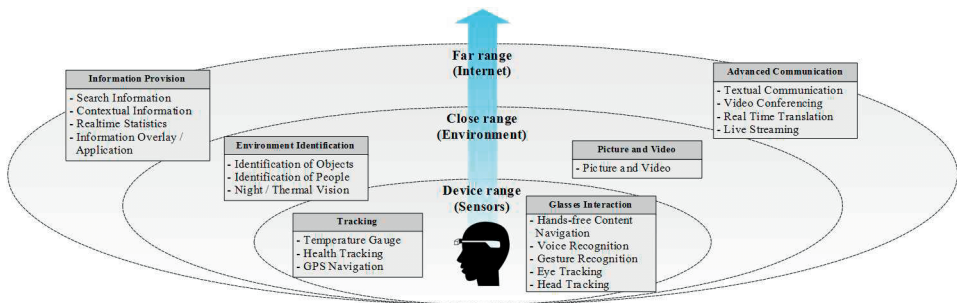 Far range
(Internet)
Information Provision
- Search Information
- Contextual Information
- Realtime Statistics
- Information Overlay /
Application
Advanced Communication
- Textual Communication
- Video Conferencing
- Real Time Translation
- Live Streaming
Close range
(Environment)
Environment Identification
- Identification of Objects
- Identification of People
- Night / Thermal Vision
Picture and Video
- Picture and Video
Device range
(Sensors)
Tracking
- Temperature Gauge
- Health Tracking
- GPS Navigation
Glasses Interaction
- Hands-free Content
Navigation
- Voice Recognition
- Gesture Recognition
- Eye Tracking
- Head Tracking